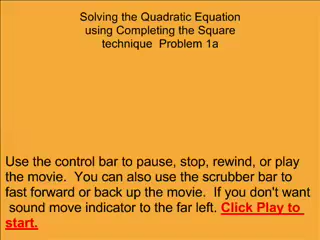 Solving the Quadratic Equation
using Completing the Square
technique  Problem 1a
Use the control bar to pause, stop, rewind, or play
the movie.  You can also use the scrubber bar to
fast forward or back up the movie.  If you don't want
sound move indicator to the far left. Click Play to
start.